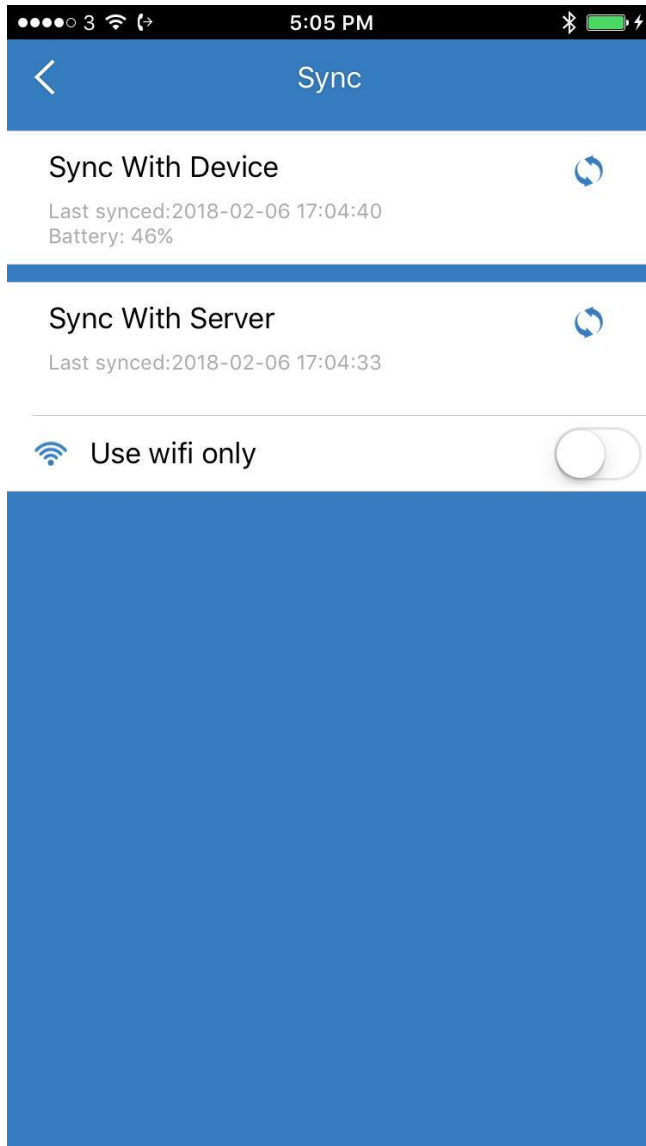 3 5:05 PM
Sync
Sync With Device
Last synced:2018-02-06 17:04:40
Battery: 46%
Sync With Server
Last synced:2018-02-06 17:04:33
Use wifi only